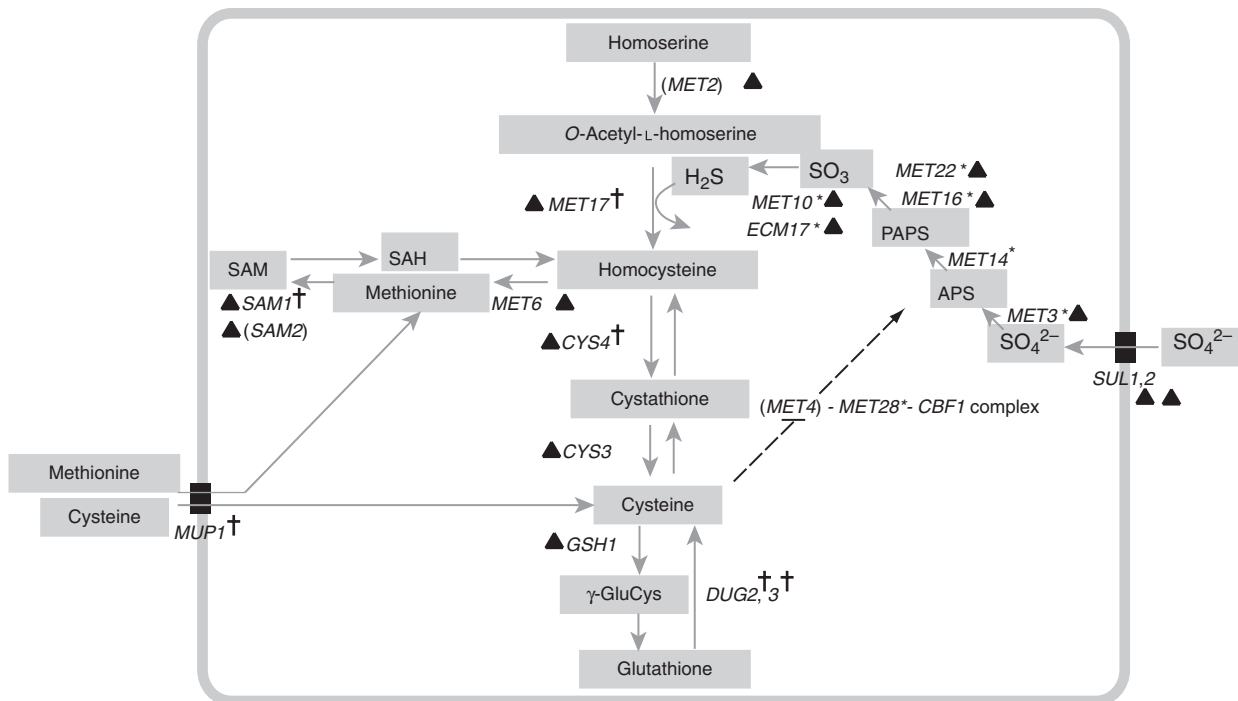 Homoserine
(MET2) ▲
O-Acetyl-L-homoserine
H₂S
SO₃
MET22 *▲
MET16 *▲
▲ MET17†
MET10 *▲
ECM17 *▲
PAPS
MET14*
SAM
SAH
Homocysteine
Methionine
MET6 ▲
APS
▲ SAM1†
▲ (SAM2)
MET3 *▲
▲ CYS4†
SO₄²⁻
SO₄²⁻
SUL1,2
▲ ▲
Cystathione
(MET4) - MET28*- CBF1 complex
▲ CYS3
Methionine
Cysteine
Cysteine
MUP1†
▲ GSH1
γ-GluCys
DUG2†, 3†
Glutathione